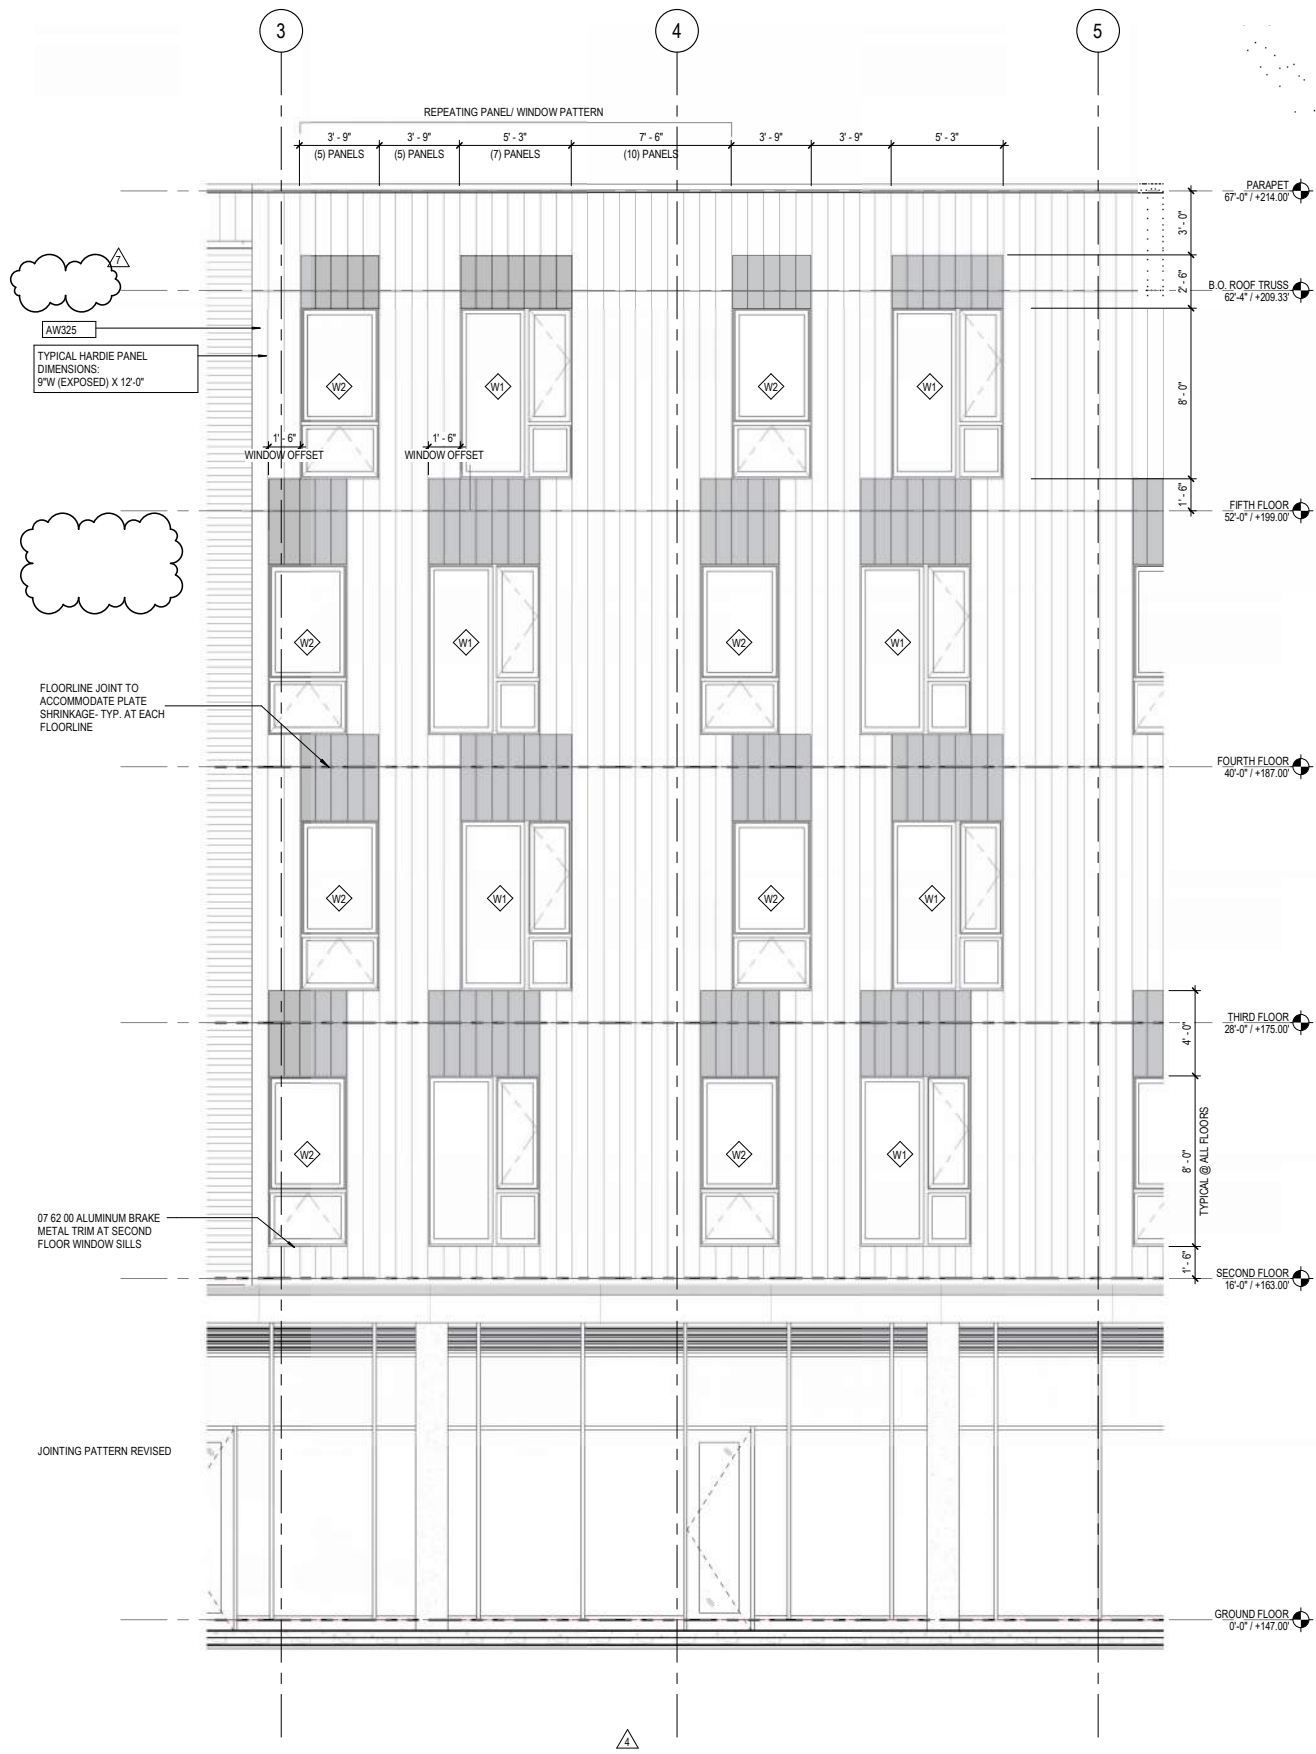 3
4
5
REPEATING PANEL/ WINDOW PATTERN
3' - 9"
3' - 9"
5' - 3"
7' - 6"
3' - 9"
3' - 9"
5' - 3"
(5) PANELS
(5) PANELS
(7) PANELS
(10) PANELS
PARAPET
67'-0" / +214.00'
3' - 0"
7
2' - 6"
B.O. ROOF TRUSS
62'-4" / +209.33'
AW325
TYPICAL HARDIE PANEL
DIMENSIONS:
9"W (EXPOSED) X 12'-0"
W2
W1
W2
W1
8' - 0"
1' - 6"
WINDOW OFFSET
1' - 6"
WINDOW OFFSET
1' - 6"
FIFTH FLOOR
52'-0" / +199.00'
W2
W1
W2
W1
FLOORLINE JOINT TO
ACCOMMODATE PLATE
SHRINKAGE- TYP. AT EACH
FLOORLINE
FOURTH FLOOR
40'-0" / +187.00'
W2
W1
W2
W1
THIRD FLOOR
28'-0" / +175.00'
4' - 0"
8' - 0"
TYPICAL @ ALL FLOORS
W2
W2
W1
07 62 00 ALUMINUM BRAKE
METAL TRIM AT SECOND
FLOOR WINDOW SILLS
1' - 6"
SECOND FLOOR
16'-0" / +163.00'
JOINTING PATTERN REVISED
GROUND FLOOR
0'-0" / +147.00'
4